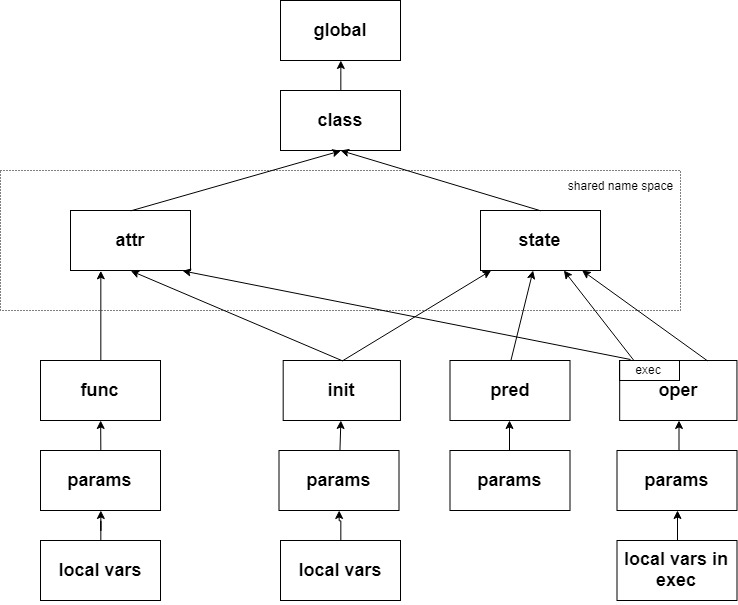 global
class
shared name space
attr
state
func
init
pred
exec
oper
params
params
params
params
local vars
local vars
local vars in
exec